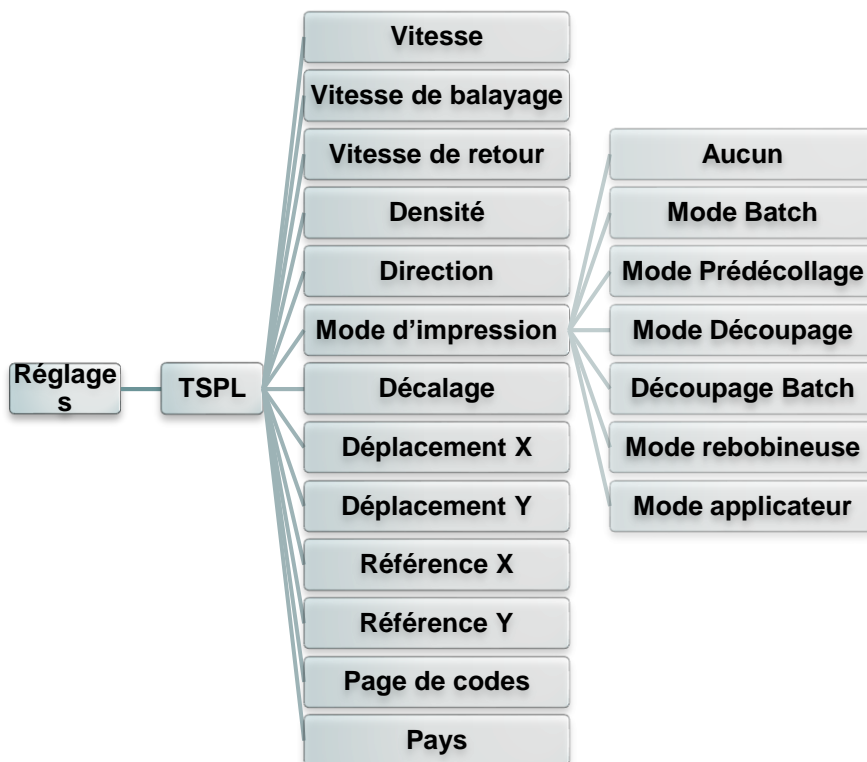 Réglage
s
TSPL
Vitesse
Vitesse de balayage
Vitesse de retour
Densité
Direction
Mode d’impression
Décalage
Déplacement X
Déplacement Y
Référence X
Référence Y
Page de codes
Pays
Aucun
Mode Batch
Mode Prédécollage
Mode Découpage
Découpage Batch
Mode rebobineuse
Mode applicateur